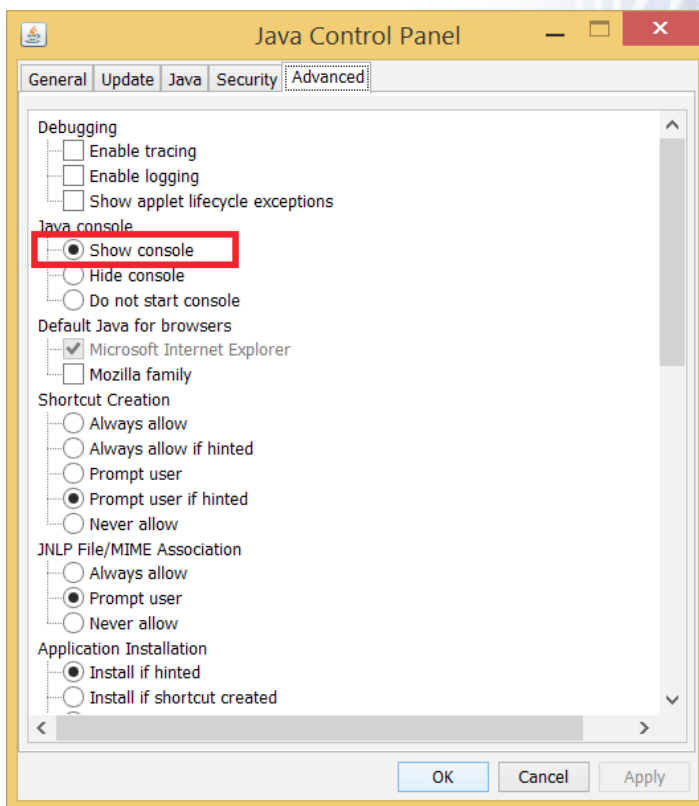 Java Control Panel
General Update Java Security Advanced
Debugging
Enable tracing
Enable logging
Show applet lifecycle exceptions
Java console
Show console
Hide console
Do not start console
Default Java for browsers
Microsoft Internet Explorer
Mozilla family
Shortcut Creation
Always allow
Always allow if hinted
Prompt user
Prompt user if hinted
Never allow
JNLP File/MIME Association
Always allow
Prompt user
Never allow
Application Installation
Install if hinted
Install if shortcut created
OK Cancel Apply